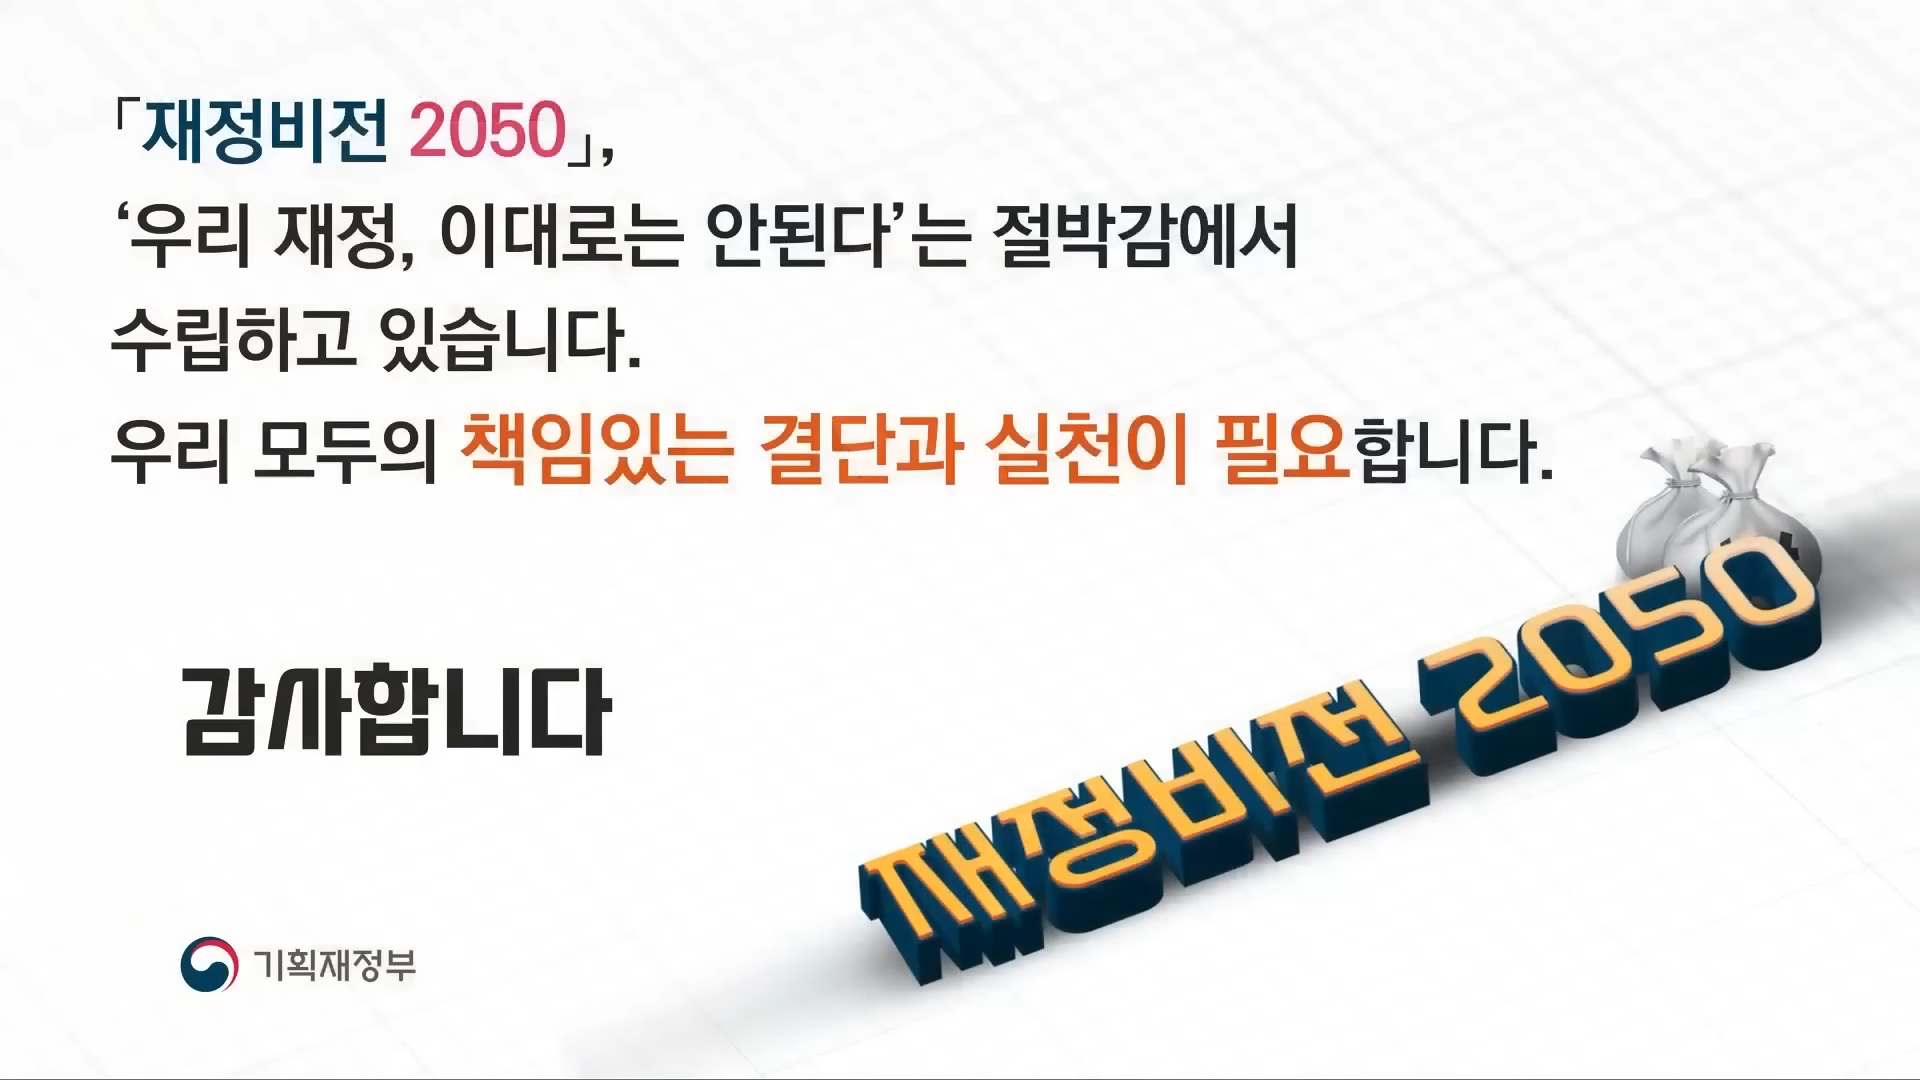 「재정비전 2050」,
‘우리 재정, 이대로는 안된다’는 절박감에서
수립하고 있습니다.
우리 모두의 책임있는 결단과 실천이 필요합니다.
감사합니다
재정비전 2050
기획재정부